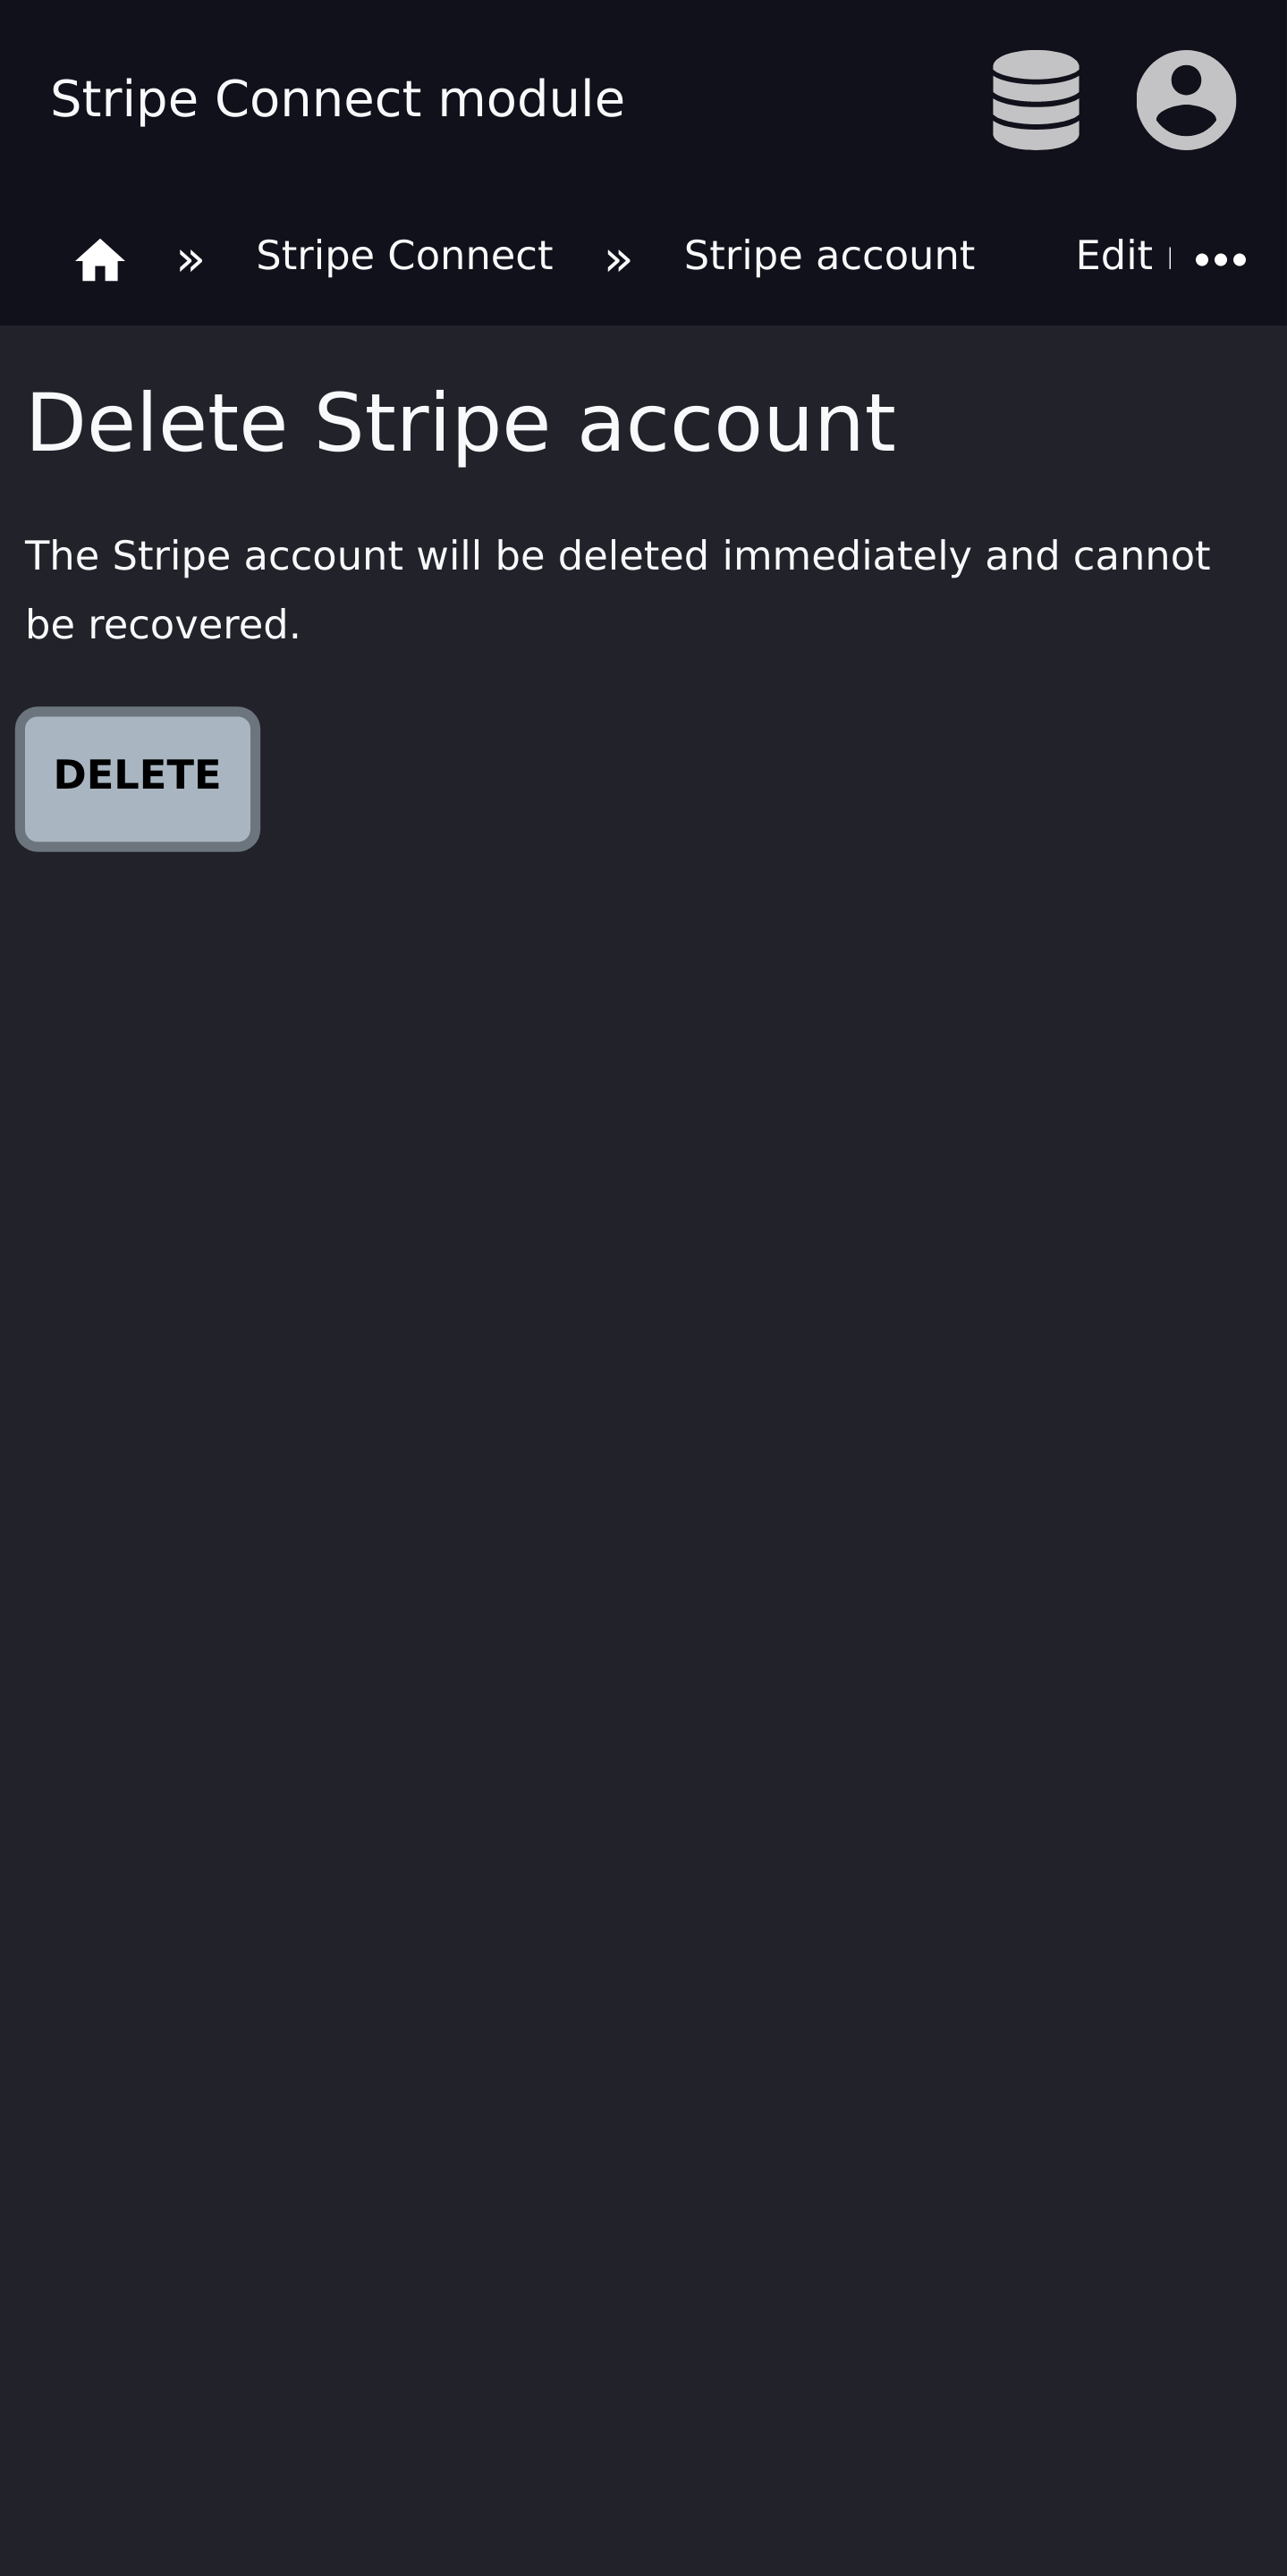 Stripe Connect module
» Stripe Connect » Stripe account Edit
Delete Stripe account
The Stripe account will be deleted immediately and cannot
be recovered.
DELETE